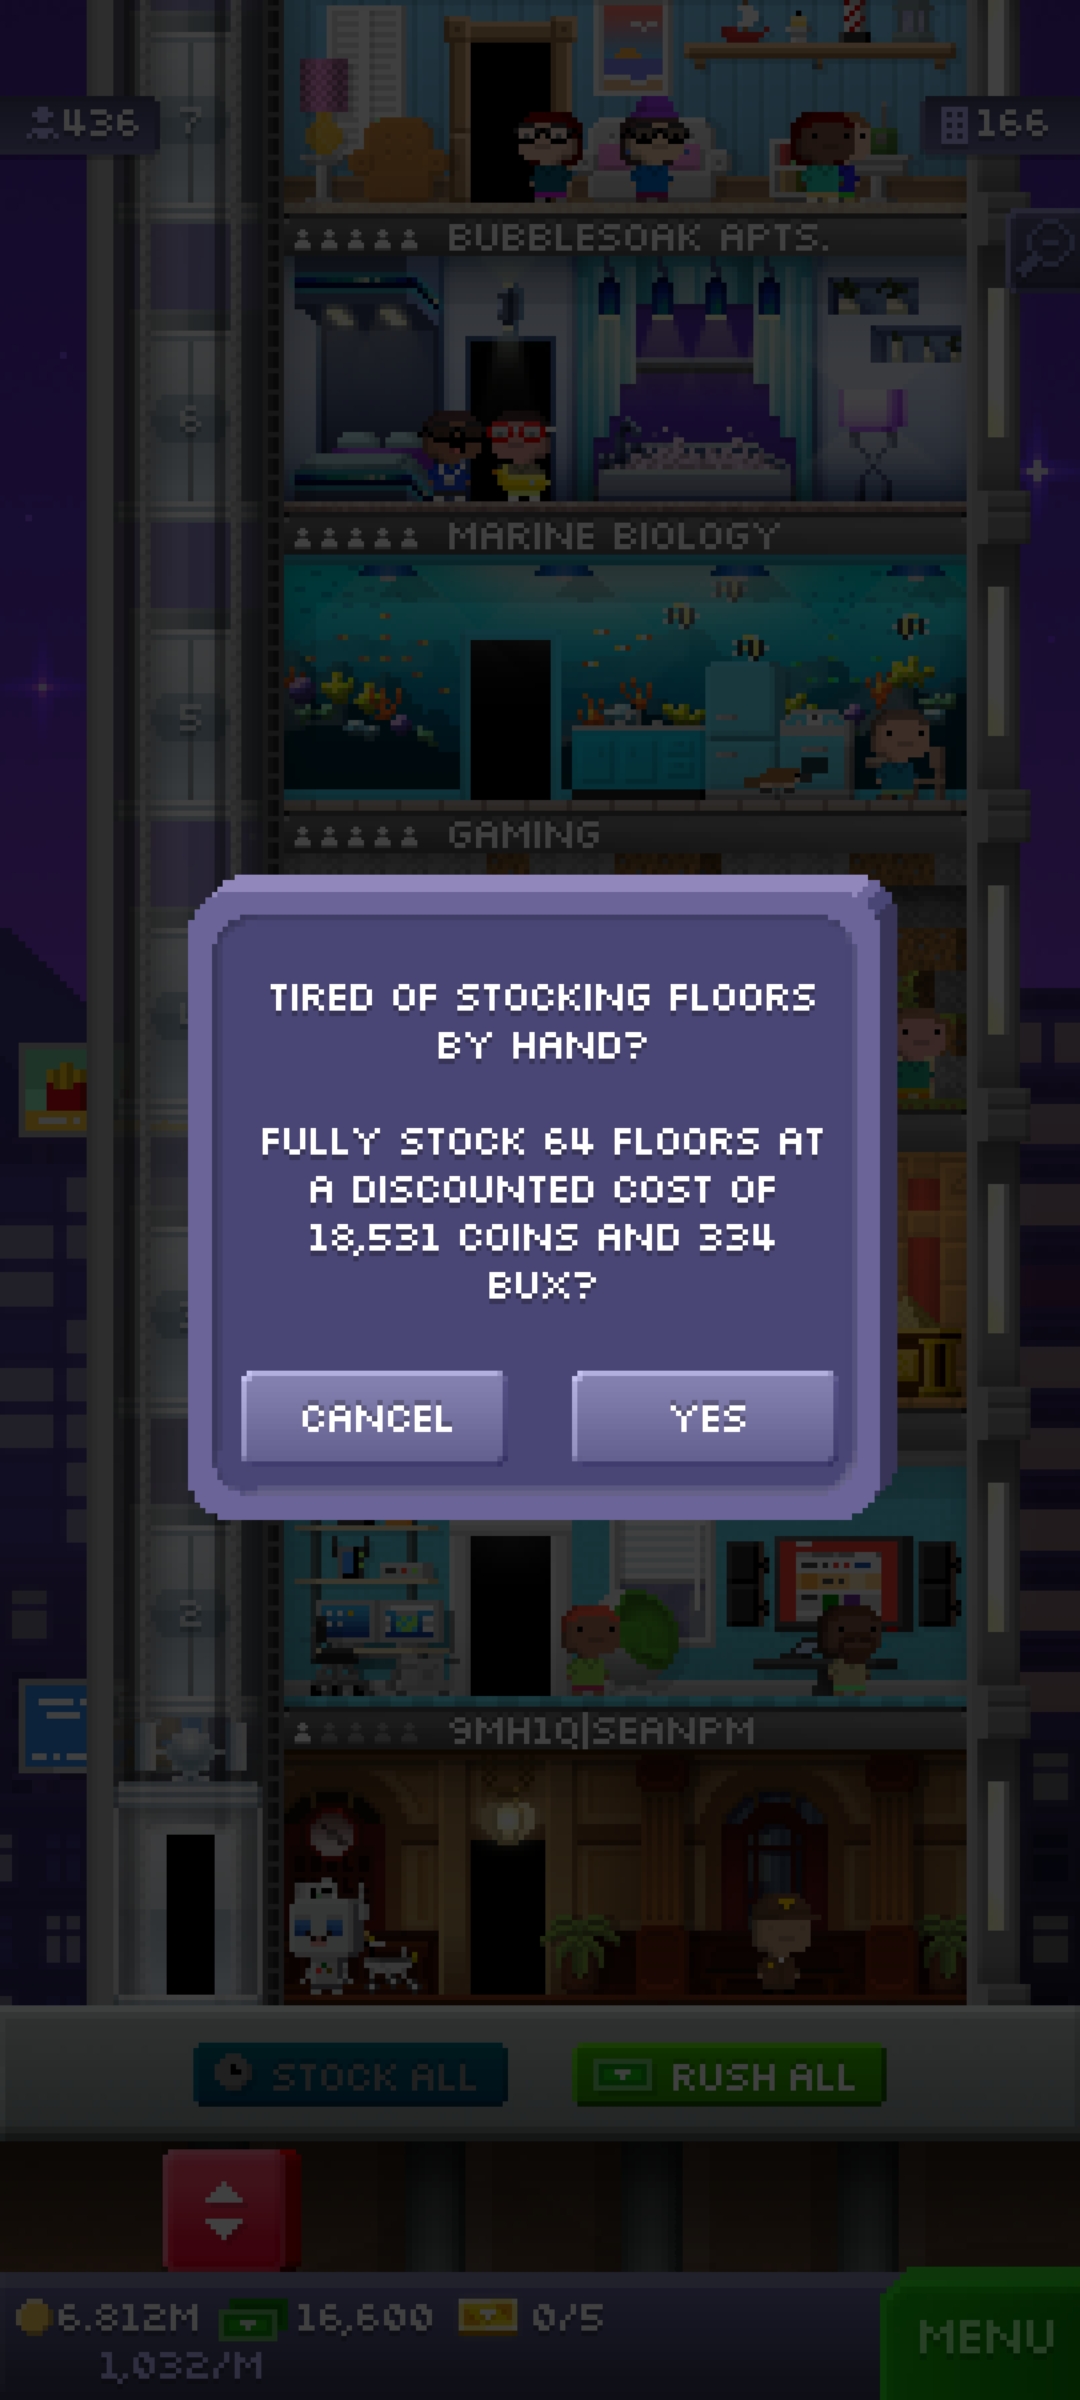 436
7
166
BUBBLESOAK APTS.
6
MARINE BIOLOGY
5
GAMING
TIRED OF STOCKING FLOORS
BY HAND?
FULLY STOCK 64 FLOORS AT
A DISCOUNTED COST OF
18,531 COINS AND 334
BUX?
CANCEL
YES
2
9MH1Q|SEANPM
STOCK ALL
RUSH ALL
6.812M
16,600
0/5
1,032/M
MENU